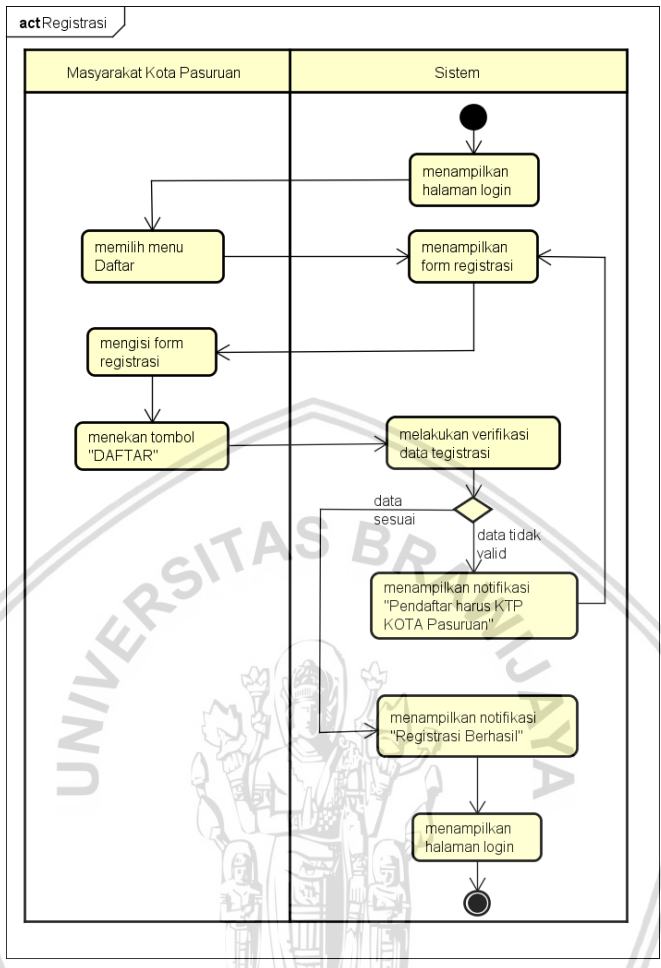 act Registrasi
Masyarakat Kota Pasuruan
Sistem
menampilkan
halaman login
memilih menu
Daftar
menampilkan
form registrasi
mengisi form
registrasi
menekan tombol
"DAFTAR"
melakukan verifikasi
data tegistrasi
data
sesuai
data tidak
valid
menampilkan notifikasi
"Pendaftar harus KTP
KOTA Pasuruan"
menampilkan notifikasi
"Registrasi Berhasil"
menampilkan
halaman login
UNIVERSITAS BRAWIJAYA